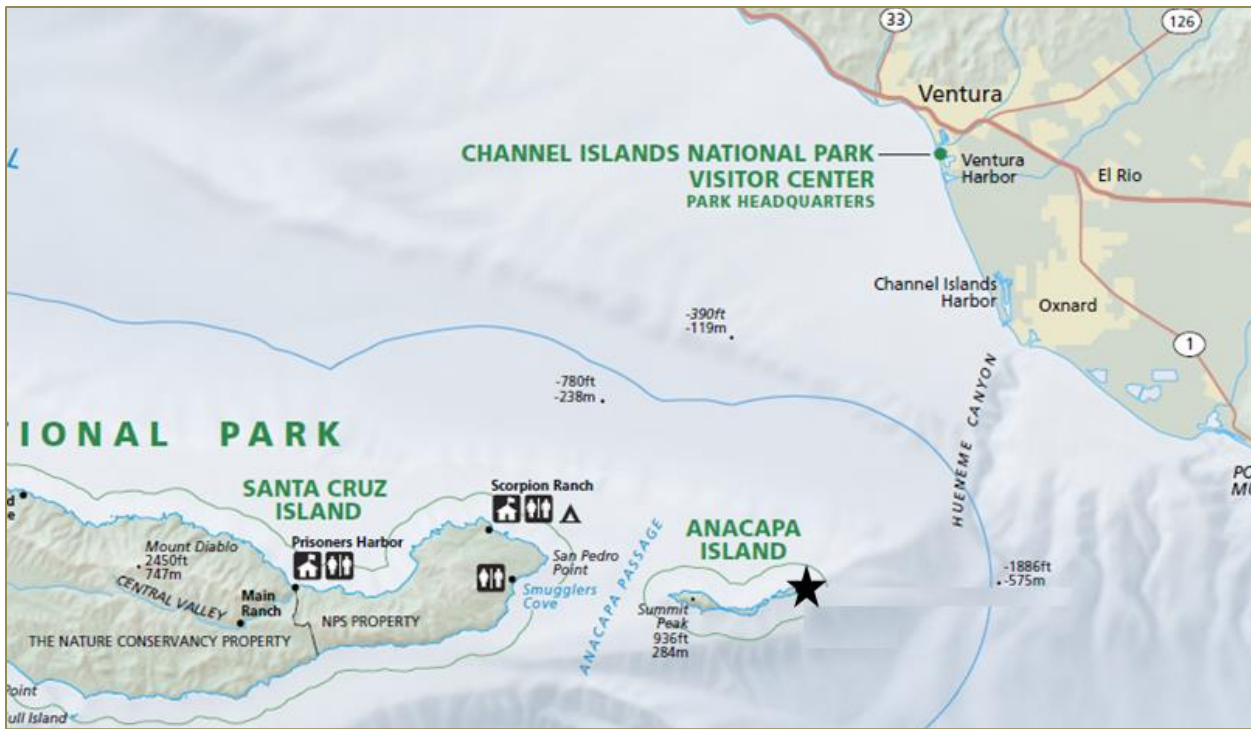 33
126
Ventura
CHANNEL ISLANDS NATIONAL PARK
VISITOR CENTER
PARK HEADQUARTERS
Ventura
Harbor
El Rio
L
Channel Islands
Harbor
Oxnard
-390ft
-119m
1
-780ft
-238m
HUENEME CANYON
TIONAL PARK
PO
MU
SANTA CRUZ
ISLAND
Scorpion Ranch
ANACAPA
ISLAND
d
e
Mount Diablo
2450ft
747m
Prisoners Harbor
San Pedro
Point
ANACAPA PASSAGE
-1886ft
-575m
CENTRAL VALLEY
Main
Ranch
Smugglers
Cove
NPS PROPERTY
Summit
Peak
936ft
284m
THE NATURE CONSERVANCY PROPERTY
Point
ull Island